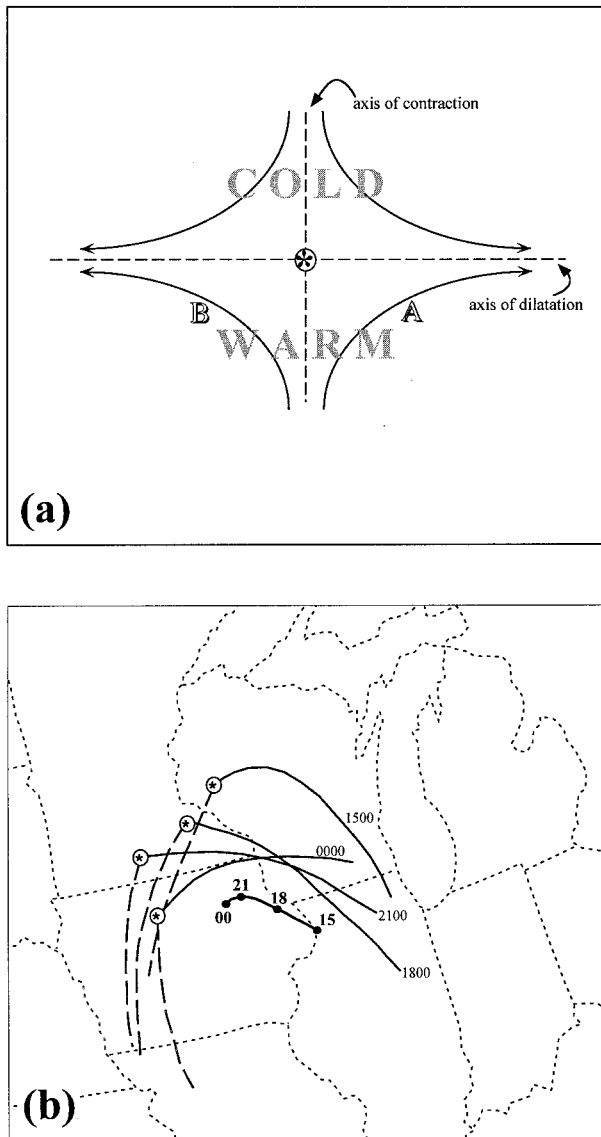 axis of contraction
COLD
axis of dilatation
B
A
WARM
(a)
1500
0000
21
18
00
15
2100
1800
(b)